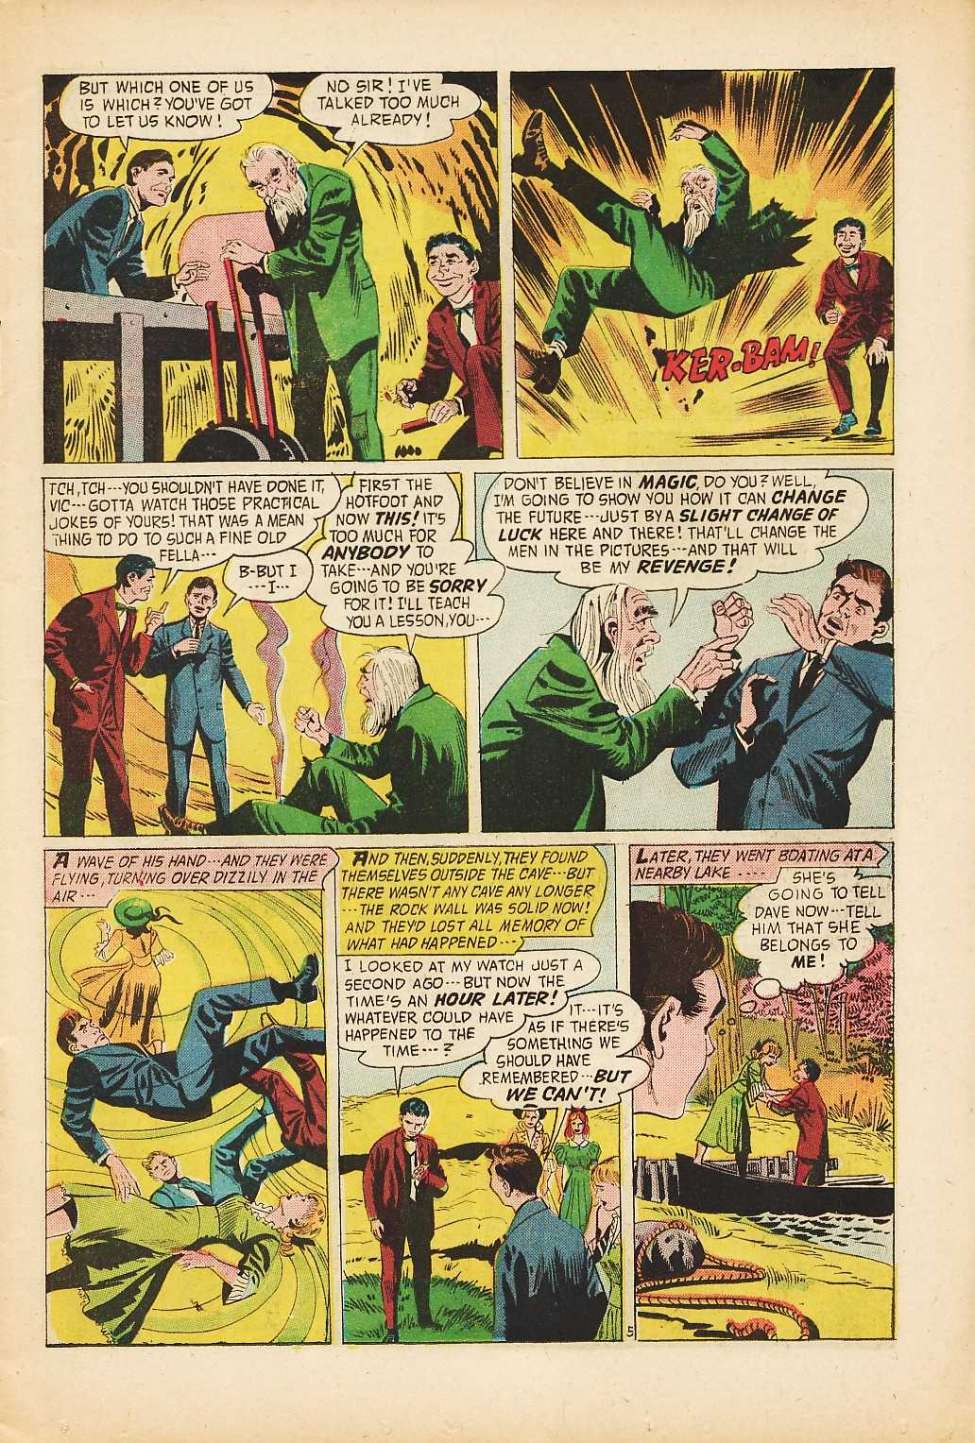 BUT WHICH ONE OF US
IS WHICH? YOU'VE GOT
TO LET US KNOW!
NO SIR! I'VE
TALKED TOO MUCH
ALREADY!
KER-BAM!
TCH, TCH---YOU SHOULDN'T HAVE DONE IT,
VIC---GOTTA WATCH THOSE PRACTICAL
JOKES OF YOURS! THAT WAS A MEAN
THING TO DO TO SUCH A FINE OLD
FELLA---
B-BUT I
---I---
FIRST THE
HOTFOOT AND
NOW THIS! IT'S
TOO MUCH FOR
ANYBODY TO
TAKE---AND YOU'RE
GOING TO BE SORRY
FOR IT! I'LL TEACH
YOU A LESSON, YOU---
DON'T BELIEVE IN MAGIC, DO YOU? WELL,
I'M GOING TO SHOW YOU HOW IT CAN CHANGE
THE FUTURE---JUST BY A SLIGHT CHANGE OF
LUCK HERE AND THERE! THAT'LL CHANGE THE
MEN IN THE PICTURES---AND THAT WILL
BE MY REVENGE!
A WAVE OF HIS HAND---AND THEY WERE
FLYING, TURNING OVER DIZZILY IN THE
AIR---
AND THEN, SUDDENLY, THEY FOUND
THEMSELVES OUTSIDE THE CAVE---BUT
THERE WASN'T ANY CAVE ANY LONGER
---THE ROCK WALL WAS SOLID NOW!
AND THEY'D LOST ALL MEMORY OF
WHAT HAD HAPPENED---
I LOOKED AT MY WATCH JUST A
SECOND AGO---BUT NOW THE
TIME'S AN HOUR LATER!
WHATEVER COULD HAVE
HAPPENED TO THE
TIME---?
IT---IT'S
AS IF THERE'S
SOMETHING WE
SHOULD HAVE
REMEMBERED---BUT
WE CAN'T!
LATER, THEY WENT BOATING AT A
NEARBY LAKE ----
SHE'S
GOING TO TELL
DAVE NOW---TELL
HIM THAT SHE
BELONGS TO
ME!
5